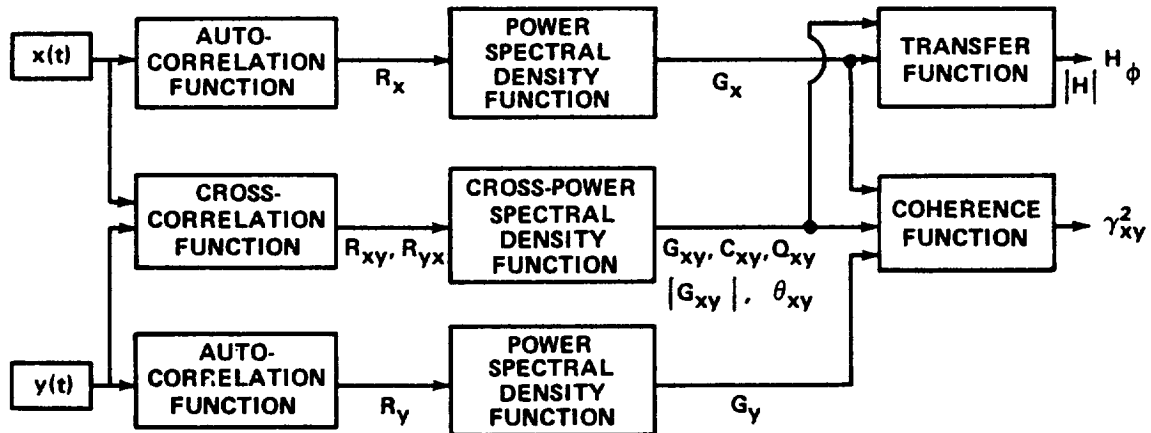 x(t)
AUTO-
CORRELATION
FUNCTION
R_x
POWER
SPECTRAL
DENSITY
FUNCTION
G_x
TRANSFER
FUNCTION
H_φ
|H|
CROSS-
CORRELATION
FUNCTION
R_xy, R_yx
CROSS-POWER
SPECTRAL
DENSITY
FUNCTION
G_xy, C_xy, Q_xy
|G_xy|, θ_xy
COHERENCE
FUNCTION
γ²_xy
y(t)
AUTO-
CORRELATION
FUNCTION
R_y
POWER
SPECTRAL
DENSITY
FUNCTION
G_y